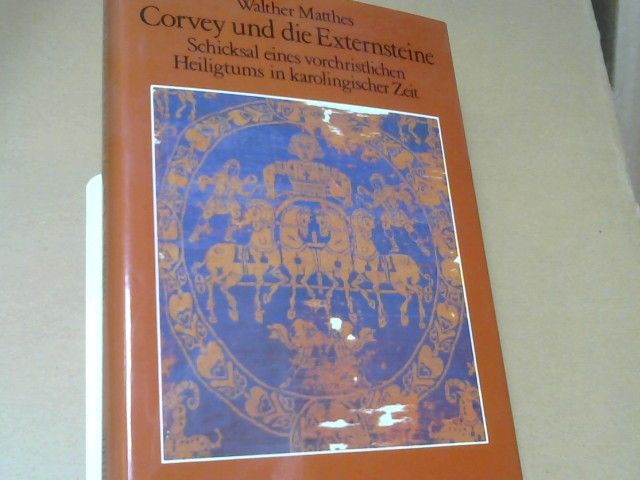 Walther Matthes
Corvey und die Externsteine
Schicksal eines vorchristlichen
Heiligtums in karolingischer Zeit